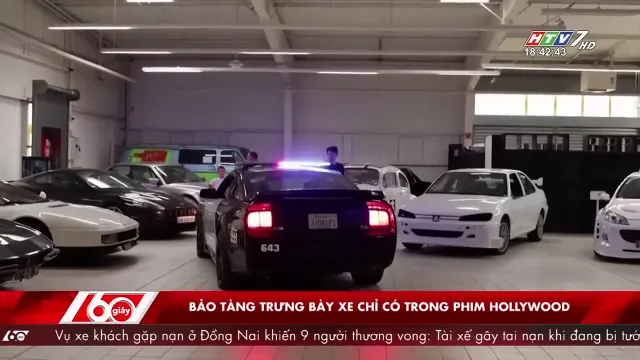 HTV7 HD
18:42:43
643
60 giây
BẢO TÀNG TRƯNG BÀY XE CHỈ CÓ TRONG PHIM HOLLYWOOD
60 giây
Vụ xe khách gặp nạn ở Đồng Nai khiến 9 người thương vong: Tài xế gây tai nạn khi đang bị tướ